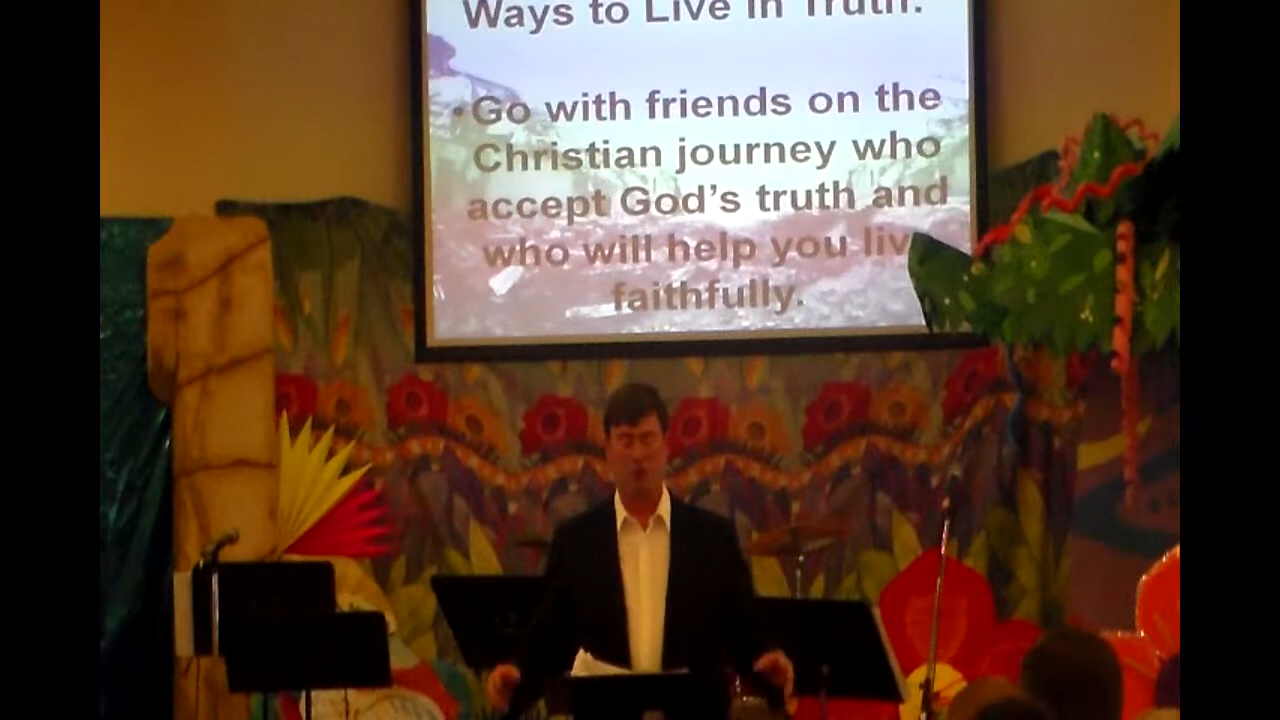 Ways to Live in Truth:
•Go with friends on the
Christian journey who
accept God's truth and
who will help you liv
faithfully.